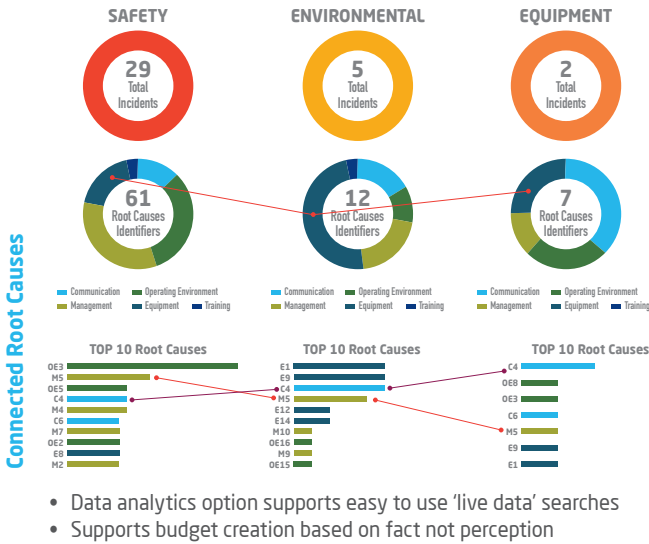 SAFETY
ENVIRONMENTAL
EQUIPMENT
29
Total
Incidents
5
Total
Incidents
2
Total
Incidents
61
Root Causes
Identifiers
12
Root Causes
Identifiers
7
Root Causes
Identifiers
Connected Root Causes
Communication Operating Environment
Management Equipment Training
Communication Operating Environment
Management Equipment Training
Communication Operating Environment
Management Equipment Training
TOP 10 Root Causes
OE3
M5
OE5
C4
M4
C6
M7
OE2
E8
M2
TOP 10 Root Causes
E1
E9
C4
M5
E12
E14
M10
OE16
M9
OE15
TOP 10 Root Causes
C4
OE8
OE3
C6
M5
E9
E1
• Data analytics option supports easy to use ‘live data’ searches
• Supports budget creation based on fact not perception